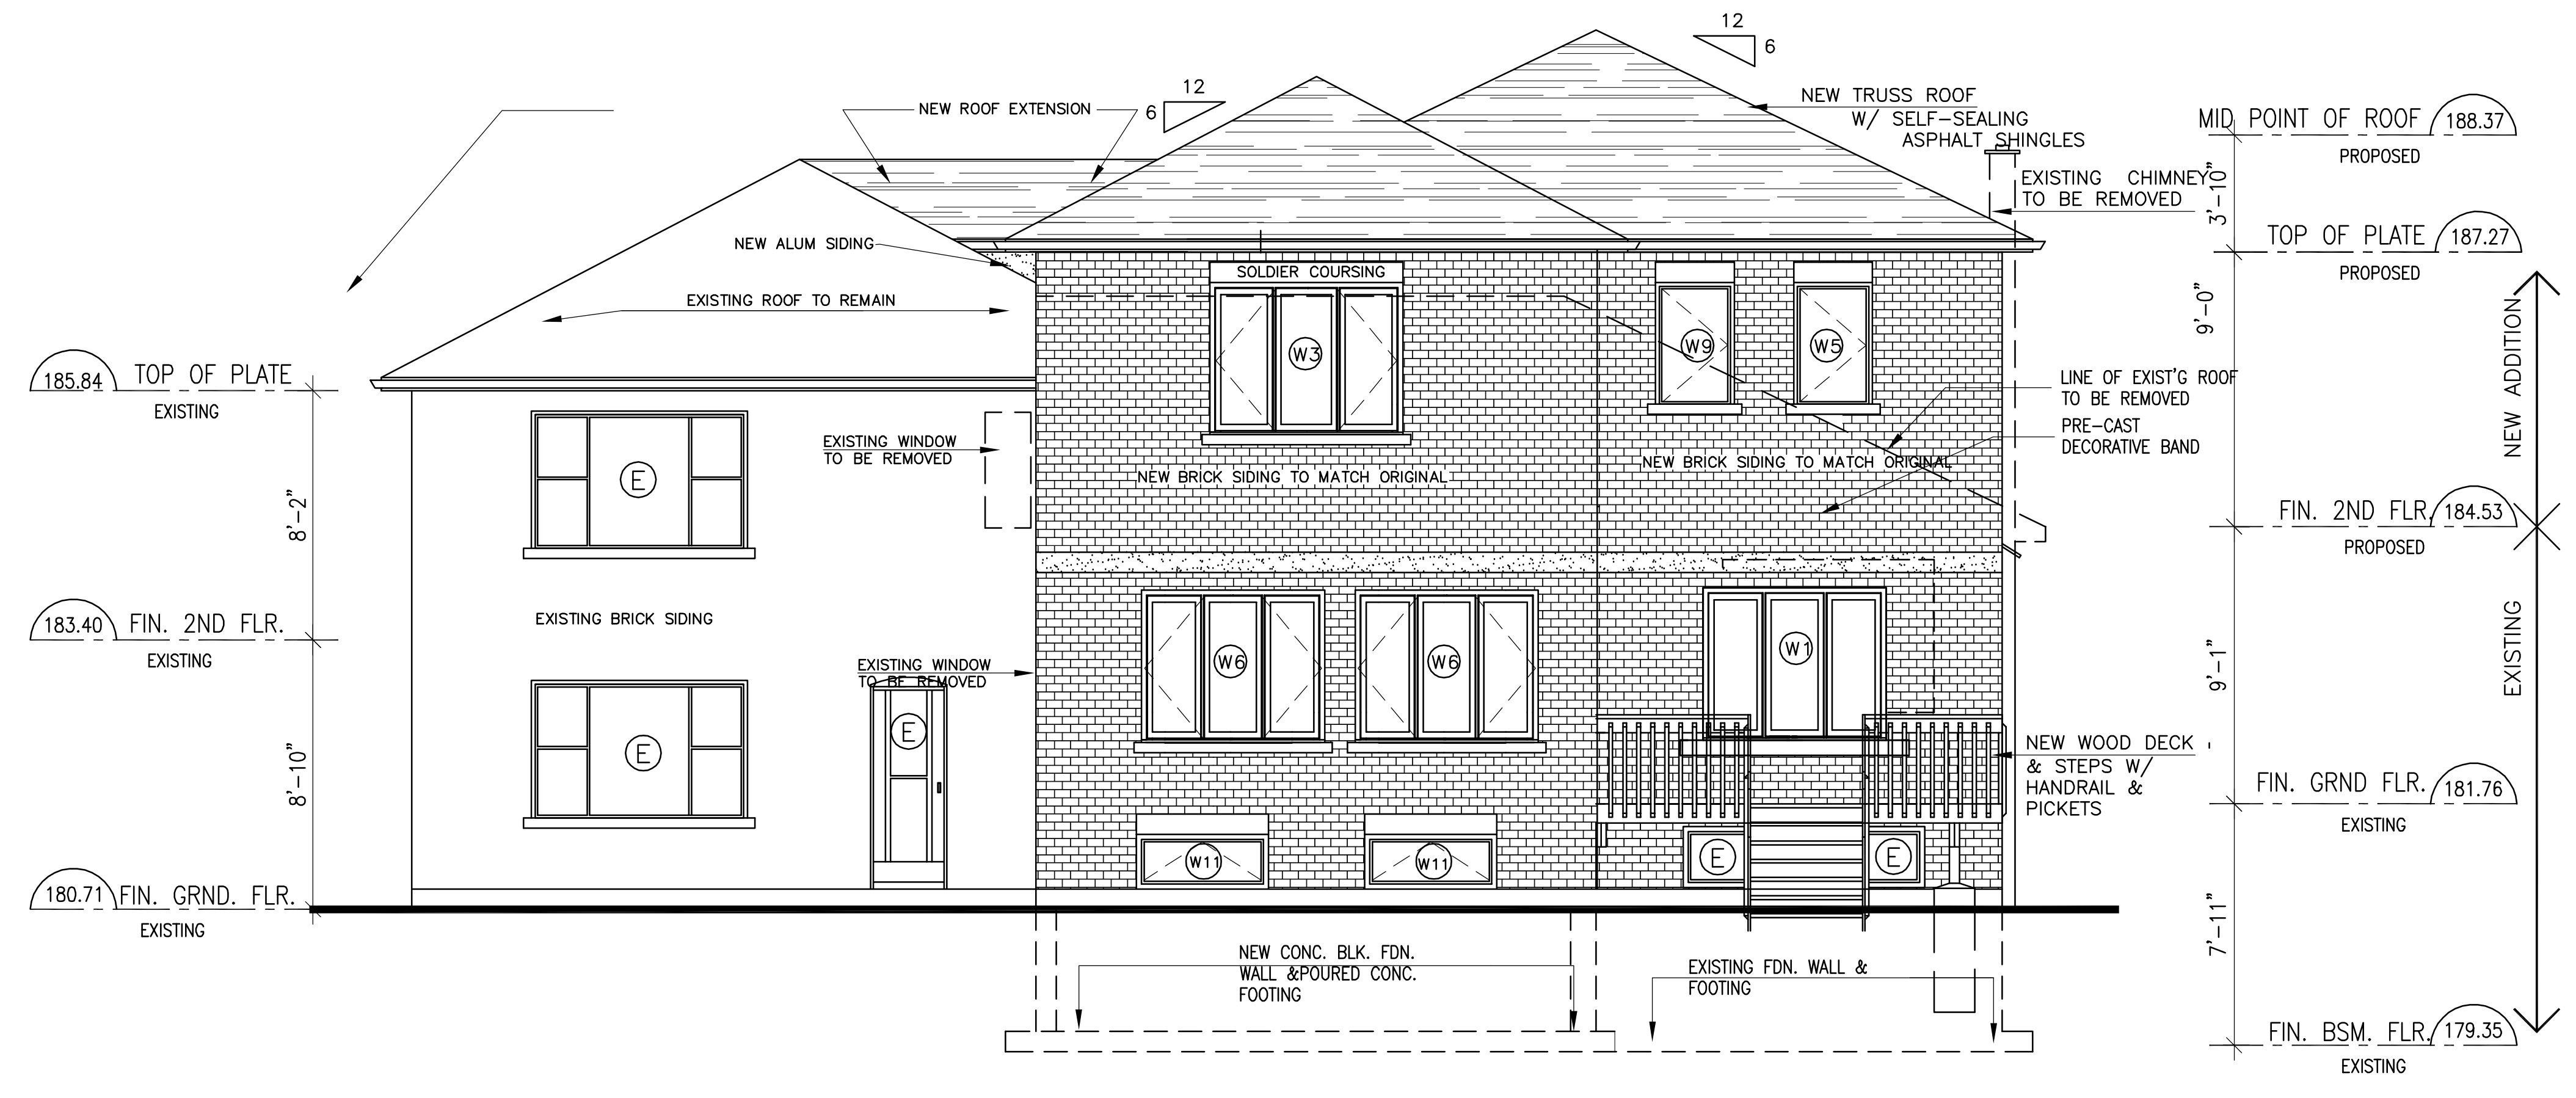 12
6
12
6
NEW ROOF EXTENSION
NEW TRUSS ROOF
W/ SELF-SEALING
ASPHALT SHINGLES
MID POINT OF ROOF 188.37
PROPOSED
EXISTING CHIMNEY
TO BE REMOVED
3'-10"
TOP OF PLATE 187.27
PROPOSED
NEW ALUM SIDING
SOLDIER COURSING
EXISTING ROOF TO REMAIN
9'-0"
NEW ADDITION
W3
W9
W5
185.84 TOP OF PLATE
EXISTING
LINE OF EXIST'G ROOF
TO BE REMOVED
PRE-CAST
DECORATIVE BAND
EXISTING WINDOW
TO BE REMOVED
E
8'-2"
NEW BRICK SIDING TO MATCH ORIGINAL
NEW BRICK SIDING TO MATCH ORIGINAL
FIN. 2ND FLR. 184.53
PROPOSED
183.40 FIN. 2ND FLR.
EXISTING
EXISTING BRICK SIDING
EXISTING WINDOW
TO BE REMOVED
W6
W6
W1
9'-1"
EXISTING
E
E
8'-10"
NEW WOOD DECK
& STEPS W/
HANDRAIL &
PICKETS
FIN. GRND FLR. 181.76
EXISTING
W11
W11
E
E
180.71 FIN. GRND. FLR.
EXISTING
7'-11"
NEW CONC. BLK. FDN.
WALL &POURED CONC.
FOOTING
EXISTING FDN. WALL &
FOOTING
FIN. BSM. FLR. 179.35
EXISTING